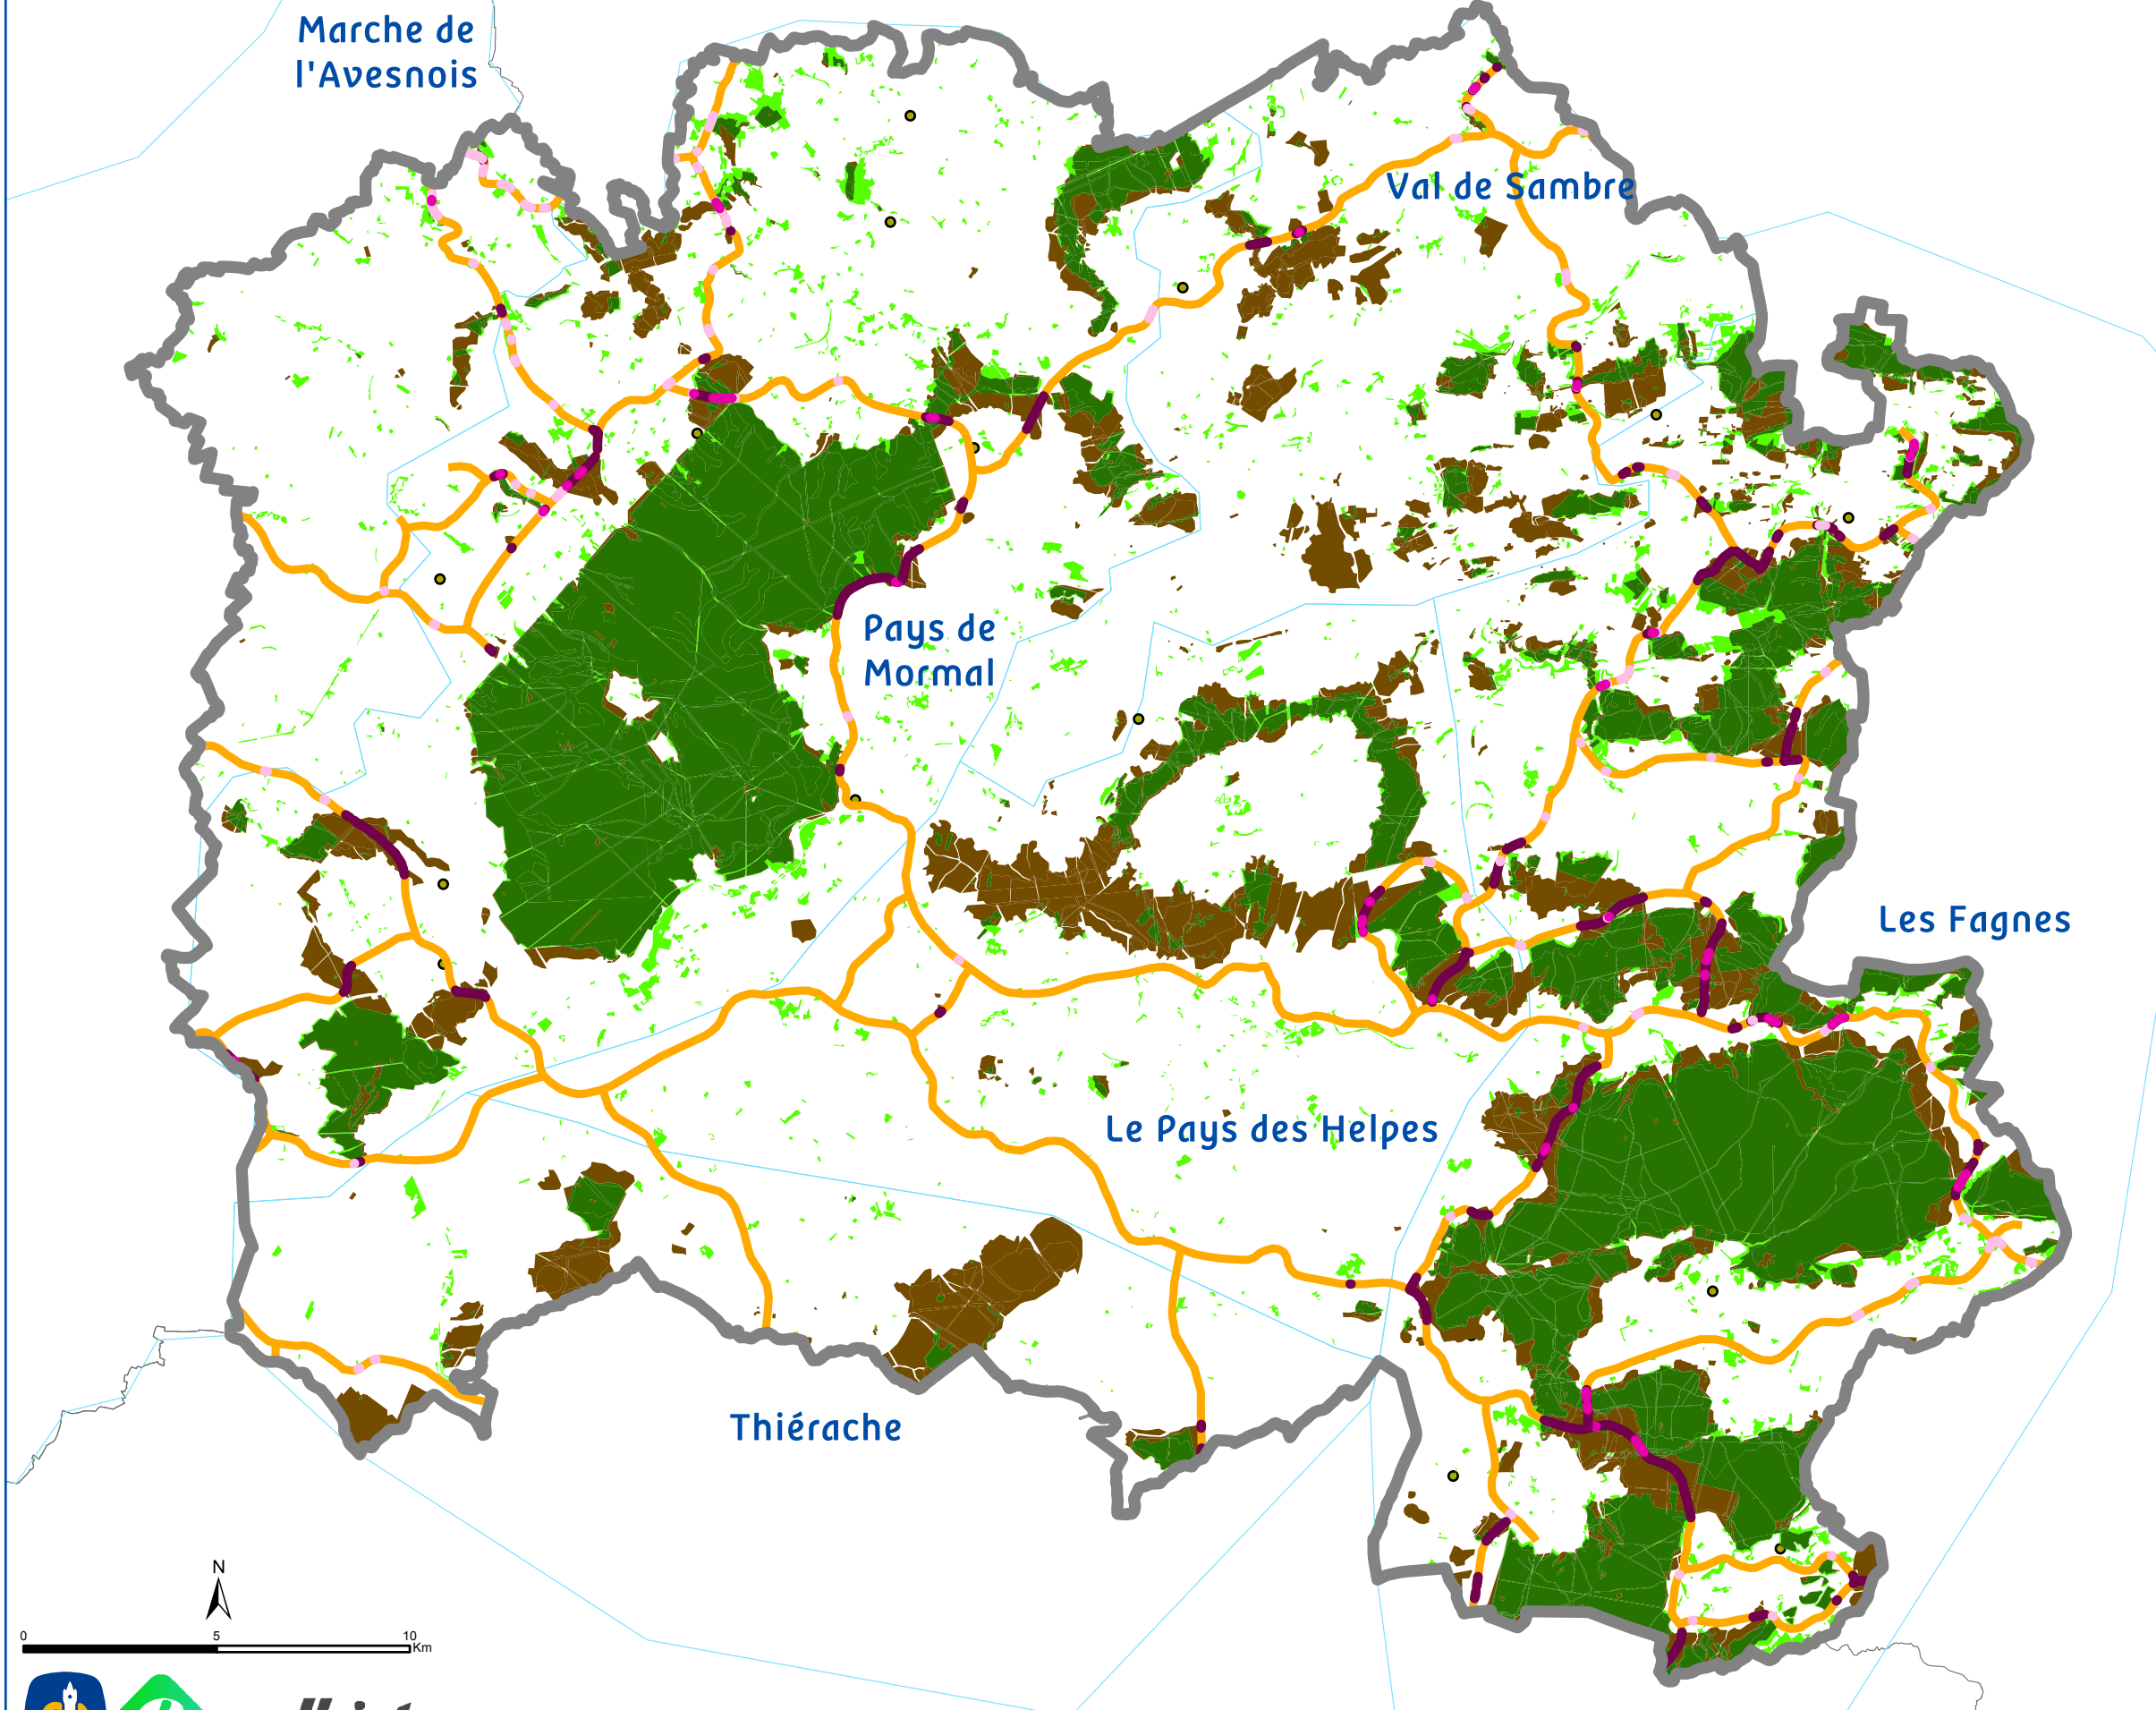 Marche de
l'Avesnois
Val de Sambre
Pays de
Mormal
Les Fagnes
Le Pays des Helpes
Thiérache
N
0 5 10
Km